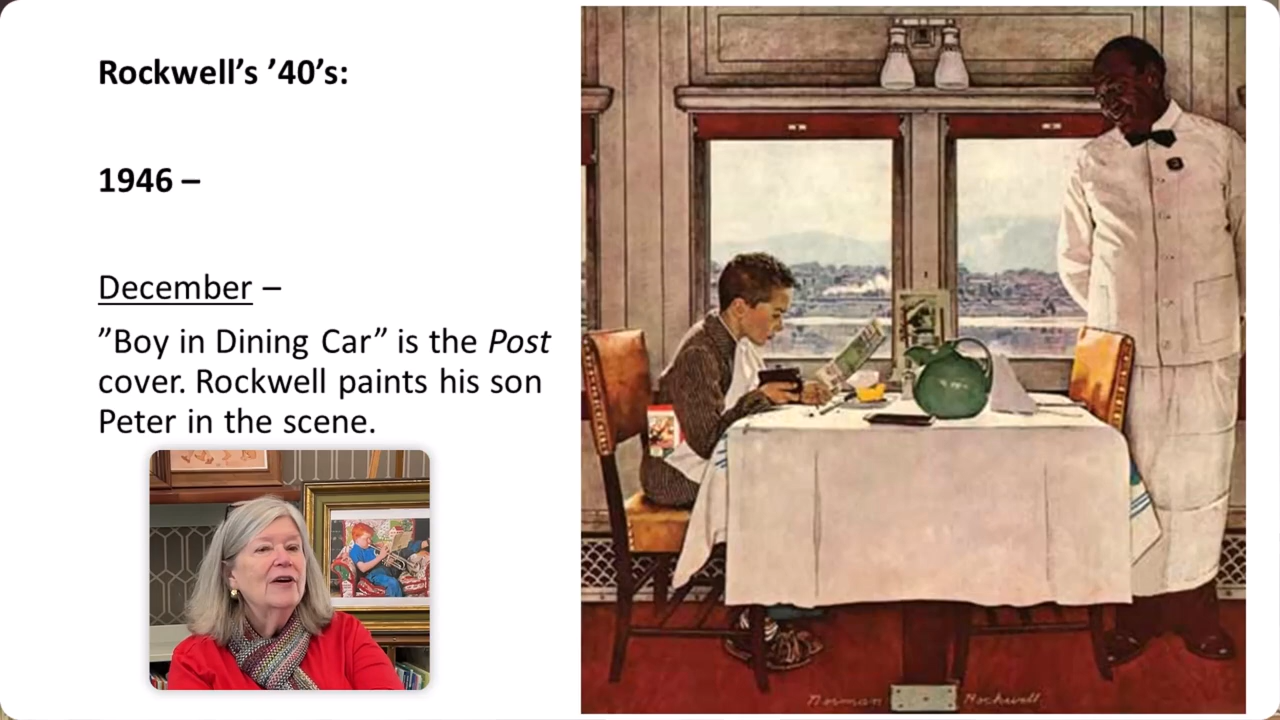 Rockwell’s ’40’s:
1946 –
December –
”Boy in Dining Car” is the Post
cover. Rockwell paints his son
Peter in the scene.
Norman Rockwell